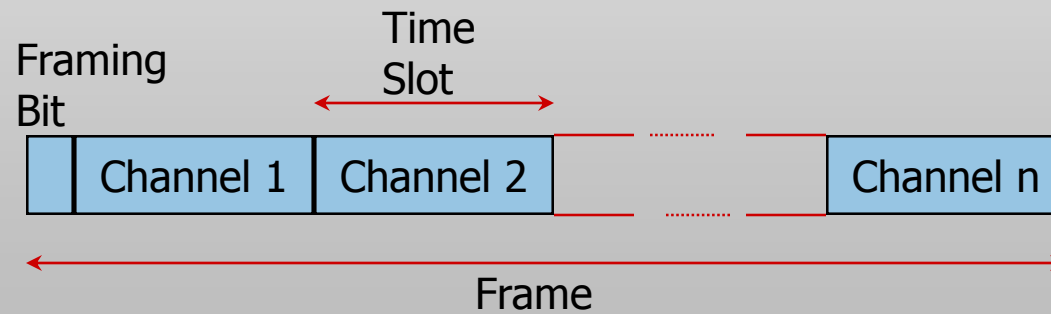 Framing
Bit
Time
Slot
Channel 1
Channel 2
Channel n
Frame